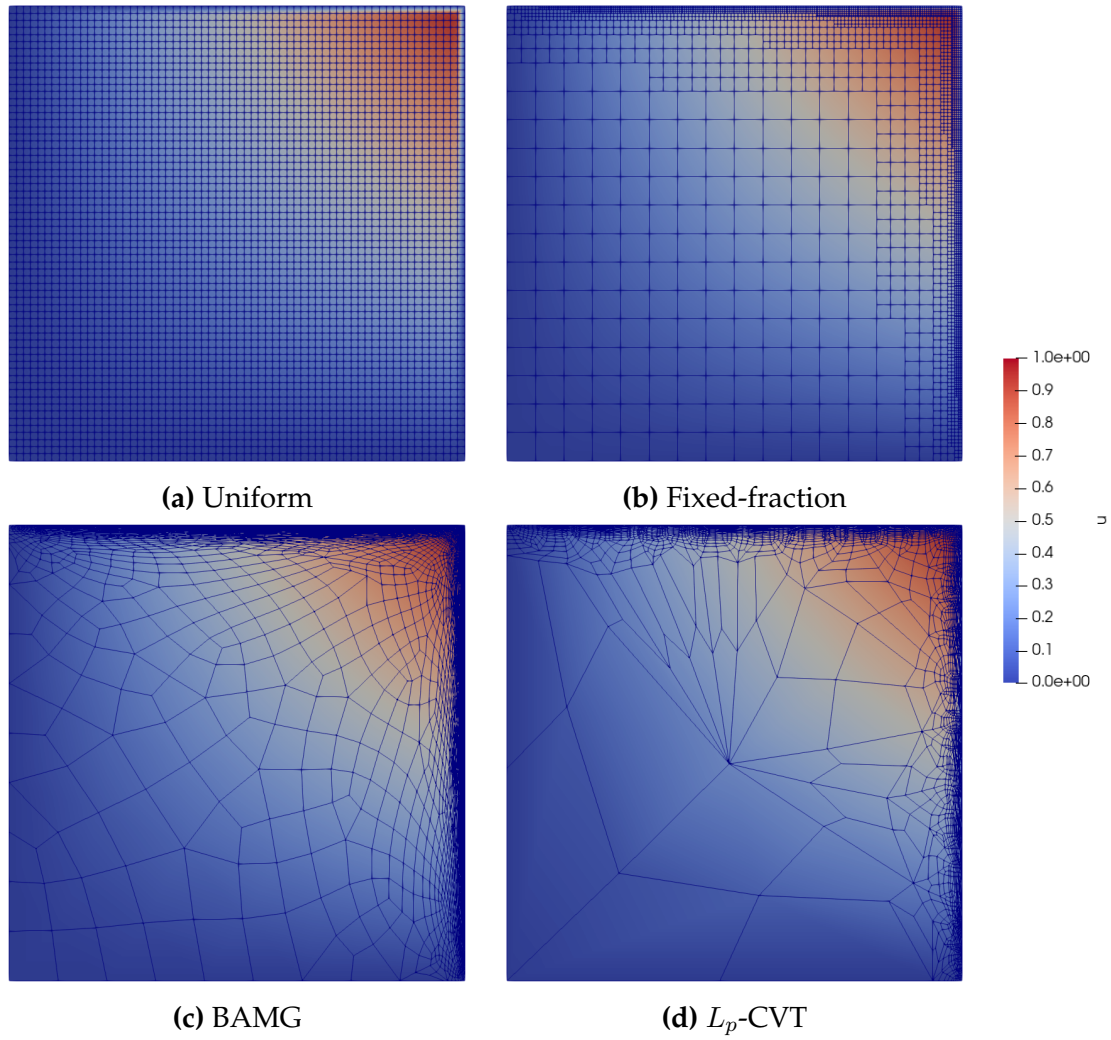 (a) Uniform
(b) Fixed-fraction
1.0e+00
0.9
0.8
0.7
0.6
0.5
0.4
0.3
0.2
0.1
0.0e+00
u
(c) BAMG
(d) Lp-CVT